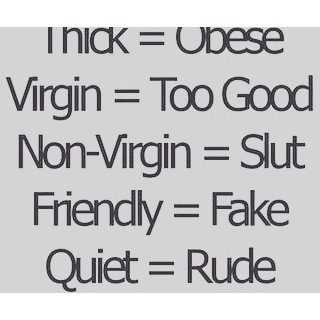 Thick = Obese
Virgin = Too Good
Non-Virgin = Slut
Friendly = Fake
Quiet = Rude